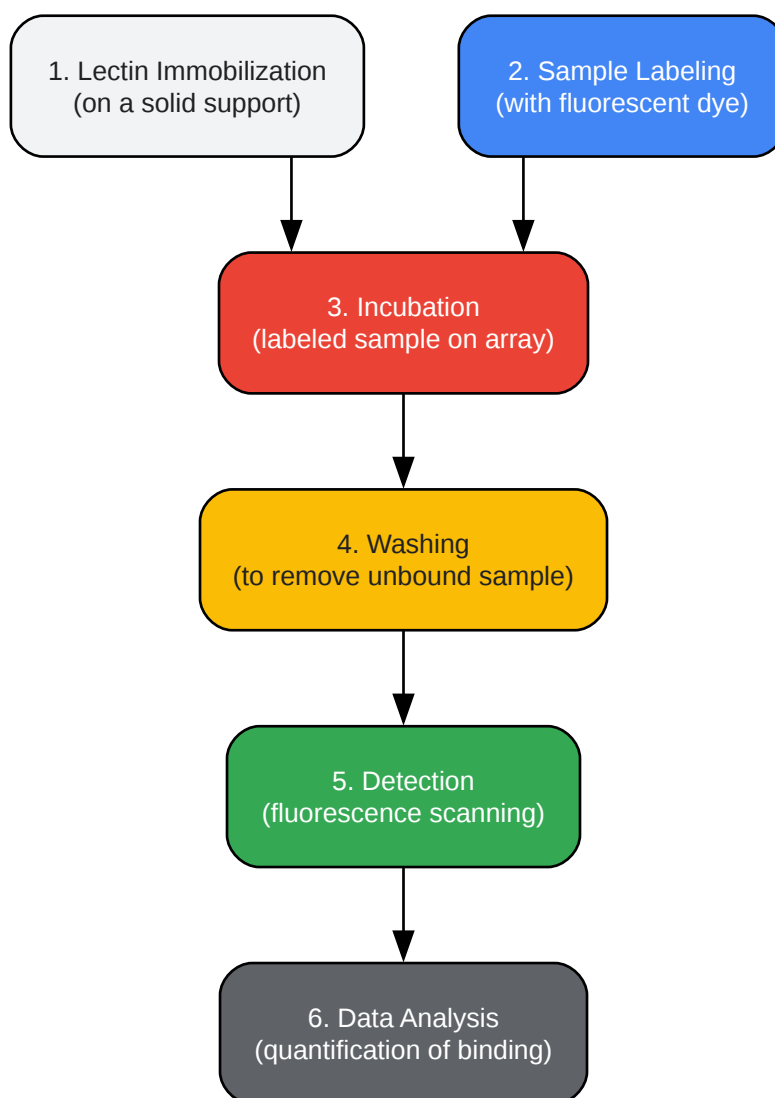 1. Lectin Immobilization
(on a solid support)
2. Sample Labeling
(with fluorescent dye)
3. Incubation
(labeled sample on array)
4. Washing
(to remove unbound sample)
5. Detection
(fluorescence scanning)
6. Data Analysis
(quantification of binding)